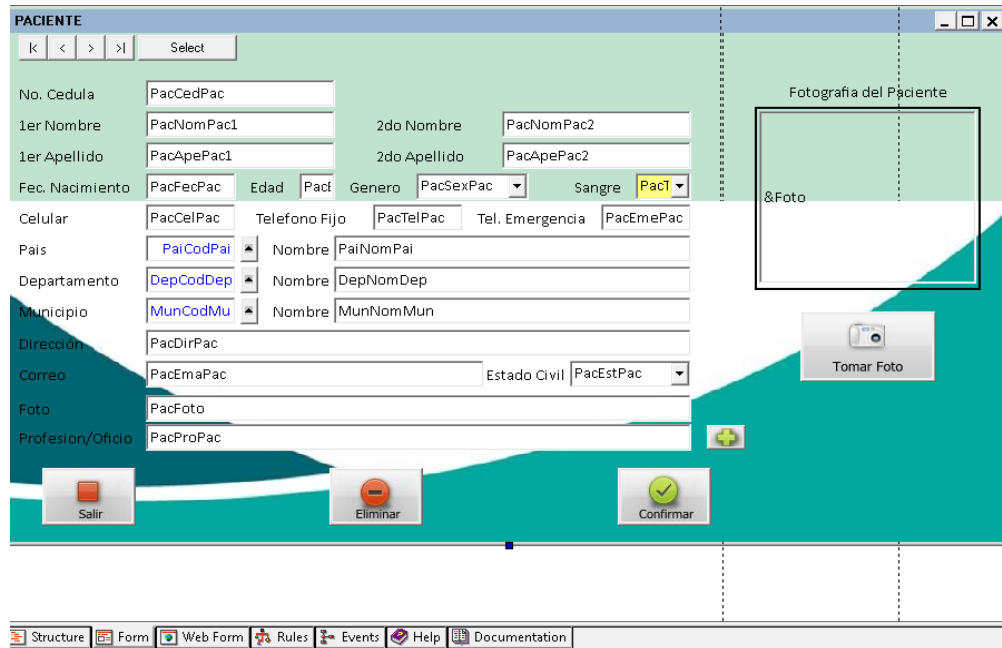 PACIENTE
Select
Fotografia del Paciente
No. Cedula PacCedPac
1er Nombre PacNomPac1 2do Nombre PacNomPac2
1er Apellido PacApePac1 2do Apellido PacApePac2
Fec. Nacimiento PacFecPac Edad Genero PacSexPac Sangre PacT
&Foto
Celular PacCelPac Telefono Fijo PacTelPac Tel. Emergencia PacEmePac
Pais PaiCodPai Nombre PaiNomPai
Departamento DepCodDep Nombre DepNomDep
Municipio MunCodMu Nombre MunNomMun
Dirección PacDirPac
Correo PacEmaPac Estado Civil PacEstPac
Tomar Foto
Foto PacFoto
Profesion/Oficio PacProPac
Salir Eliminar Confirmar
Structure Form Web Form Rules Events Help Documentation